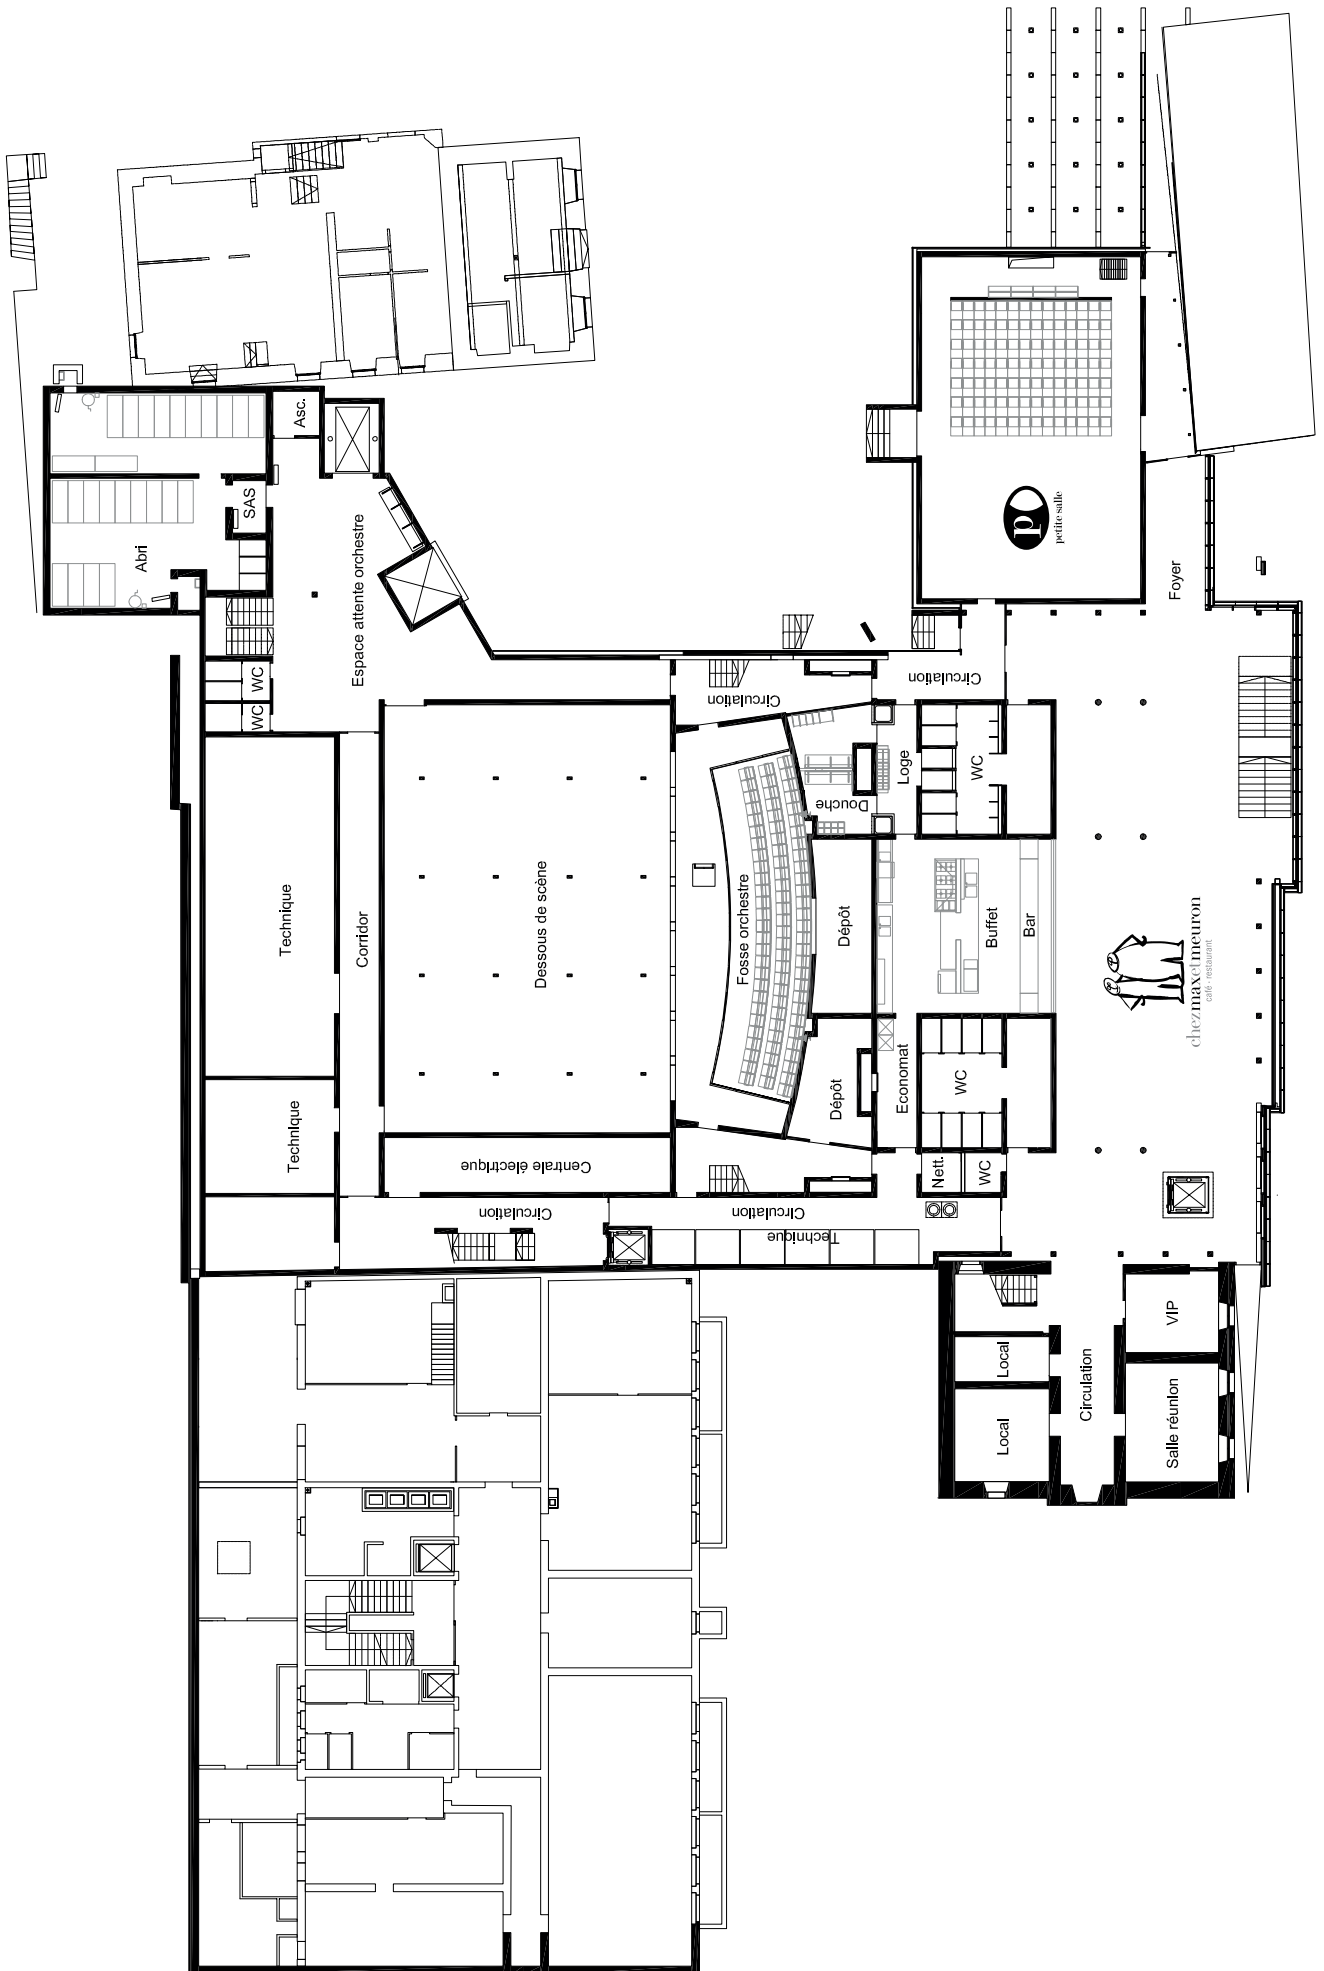 Asc.
SAS
Abri
Espace attente orchestre
WC
WC
Technique
Technique
Corridor
Dessous de scène
Centrale électrique
Circulation
Circulation
Technique
Circulation
Fosse orchestre
Douche
Loge
WC
Circulation
Dépôt
Dépôt
Buffet
Bar
Economat
WC
Nett.
WC
p
petite salle
Foyer
chezmaxetmeuron
café - restaurant
Local
Local
Circulation
VIP
Salle réunion